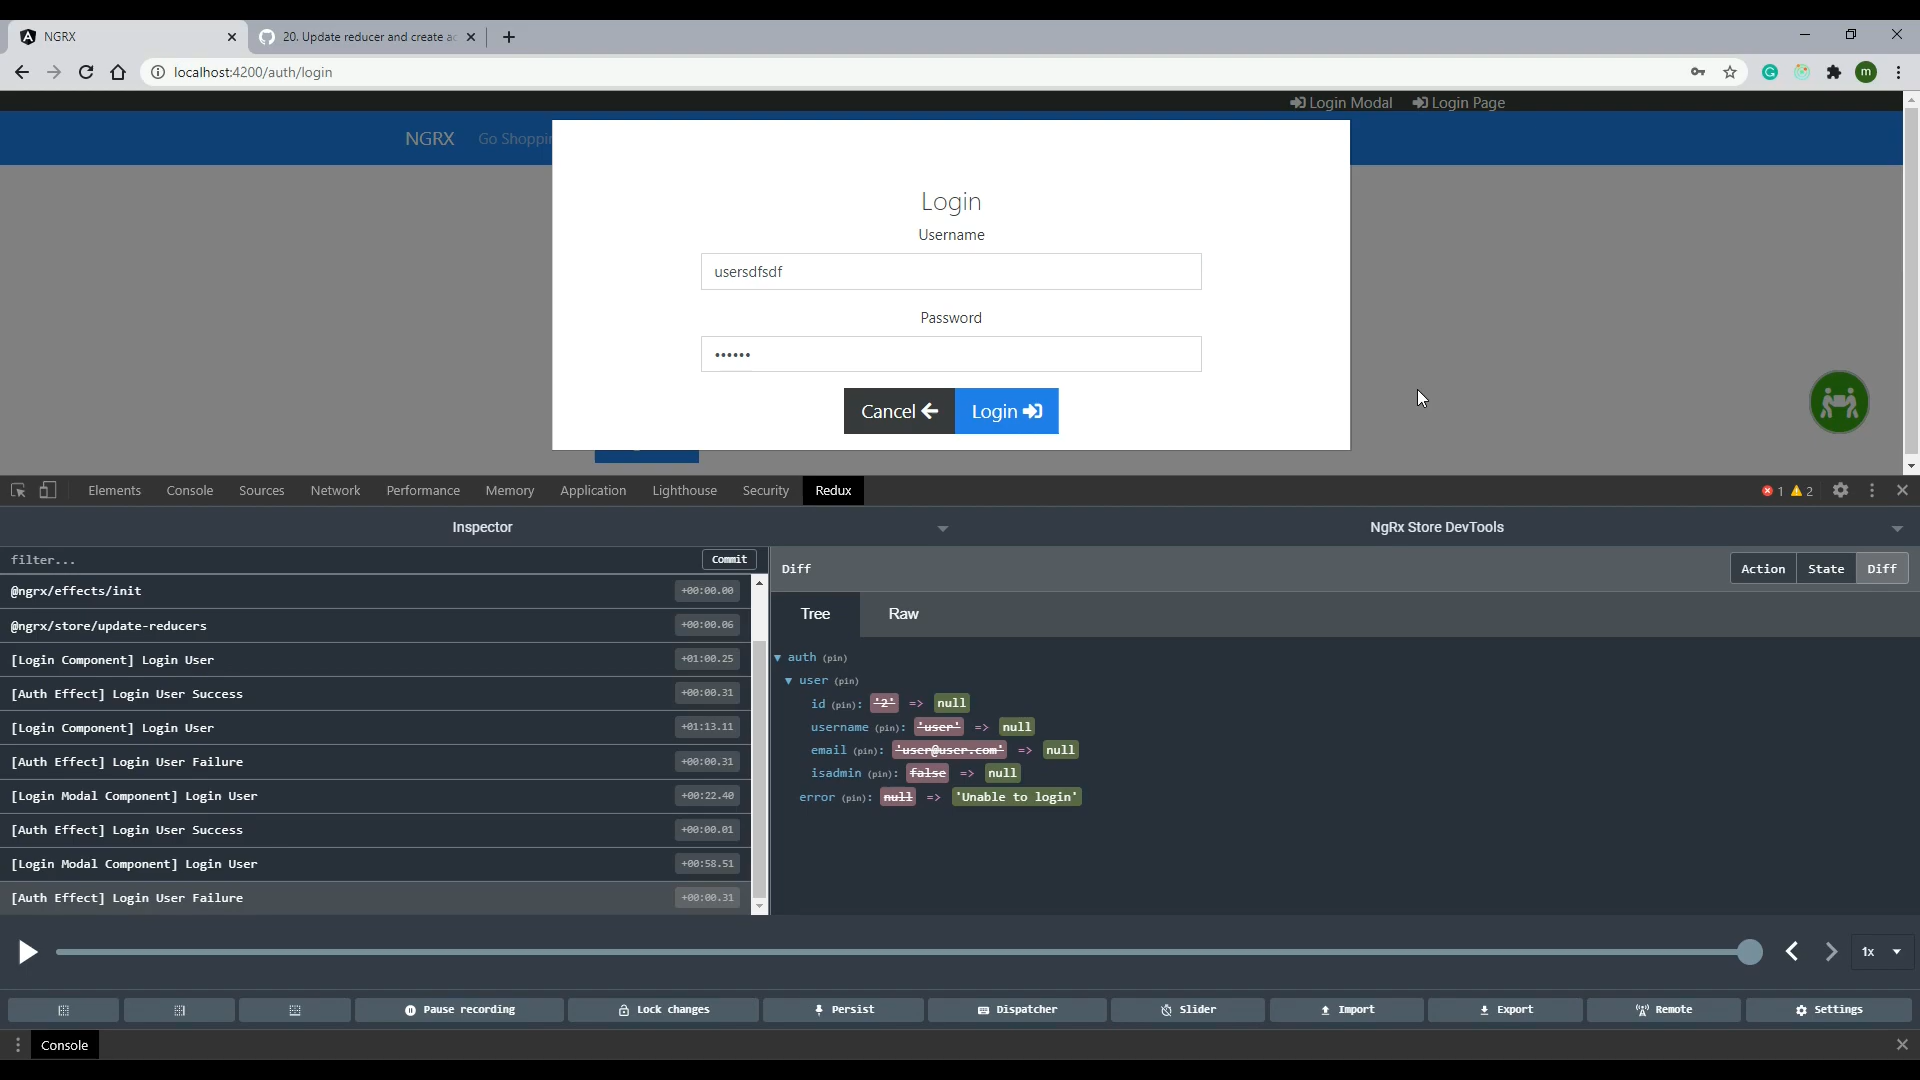 NGRX
20. Update reducer and create ac
localhost:4200/auth/login
m
Login Modal Login Page
NGRX Go Shoppin
Login
Username
usersdfsdf
Password
••••••
Cancel Login
Elements Console Sources Network Performance Memory Application Lighthouse Security Redux 1 2
Inspector NgRx Store DevTools
filter... Commit
Diff Action State Diff
Tree Raw
@ngrx/effects/init +00:00.00
@ngrx/store/update-reducers +00:00.06
[Login Component] Login User +01:00.25
[Auth Effect] Login User Success +00:00.31
[Login Component] Login User +01:13.11
[Auth Effect] Login User Failure +00:00.31
[Login Modal Component] Login User +00:22.40
[Auth Effect] Login User Success +00:00.01
[Login Modal Component] Login User +00:58.51
[Auth Effect] Login User Failure +00:00.31
auth (pin)
user (pin)
id (pin): '2' => null
username (pin): 'user' => null
email (pin): 'user@user.com' => null
isadmin (pin): false => null
error (pin): null => 'Unable to login'
1x
Pause recording Lock changes Persist Dispatcher Slider Import Export Remote Settings
Console